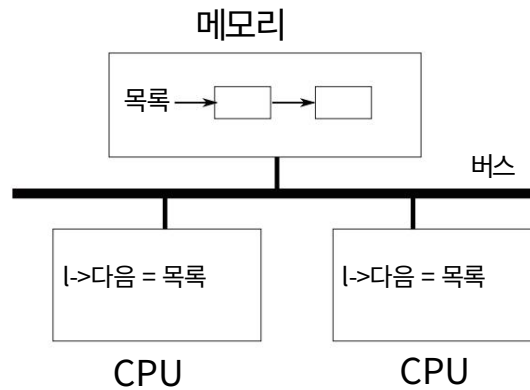 메모리
목록
버스
l->다음 = 목록
l->다음 = 목록
CPU
CPU